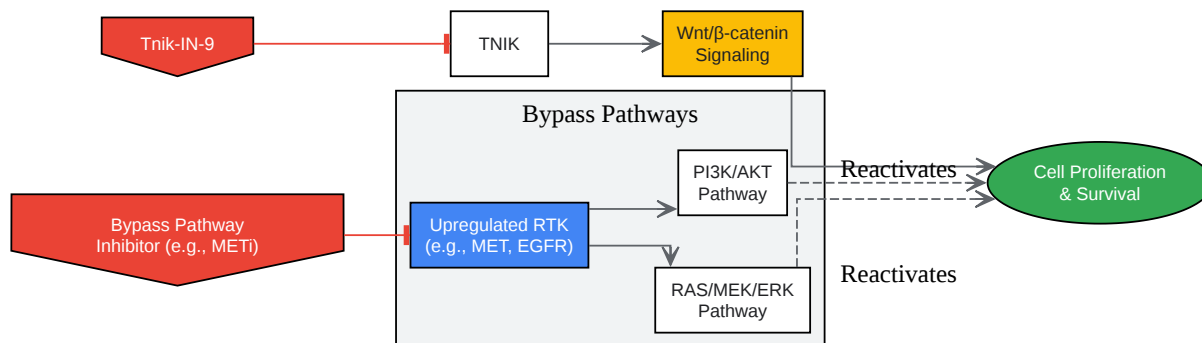 Tnik-IN-9
TNIK
Wnt/β-catenin
Signaling
Bypass Pathways
PI3K/AKT
Pathway
Reactivates
Cell Proliferation
& Survival
Bypass Pathway
Inhibitor (e.g., METi)
Upregulated RTK
(e.g., MET, EGFR)
RAS/MEK/ERK
Pathway
Reactivates